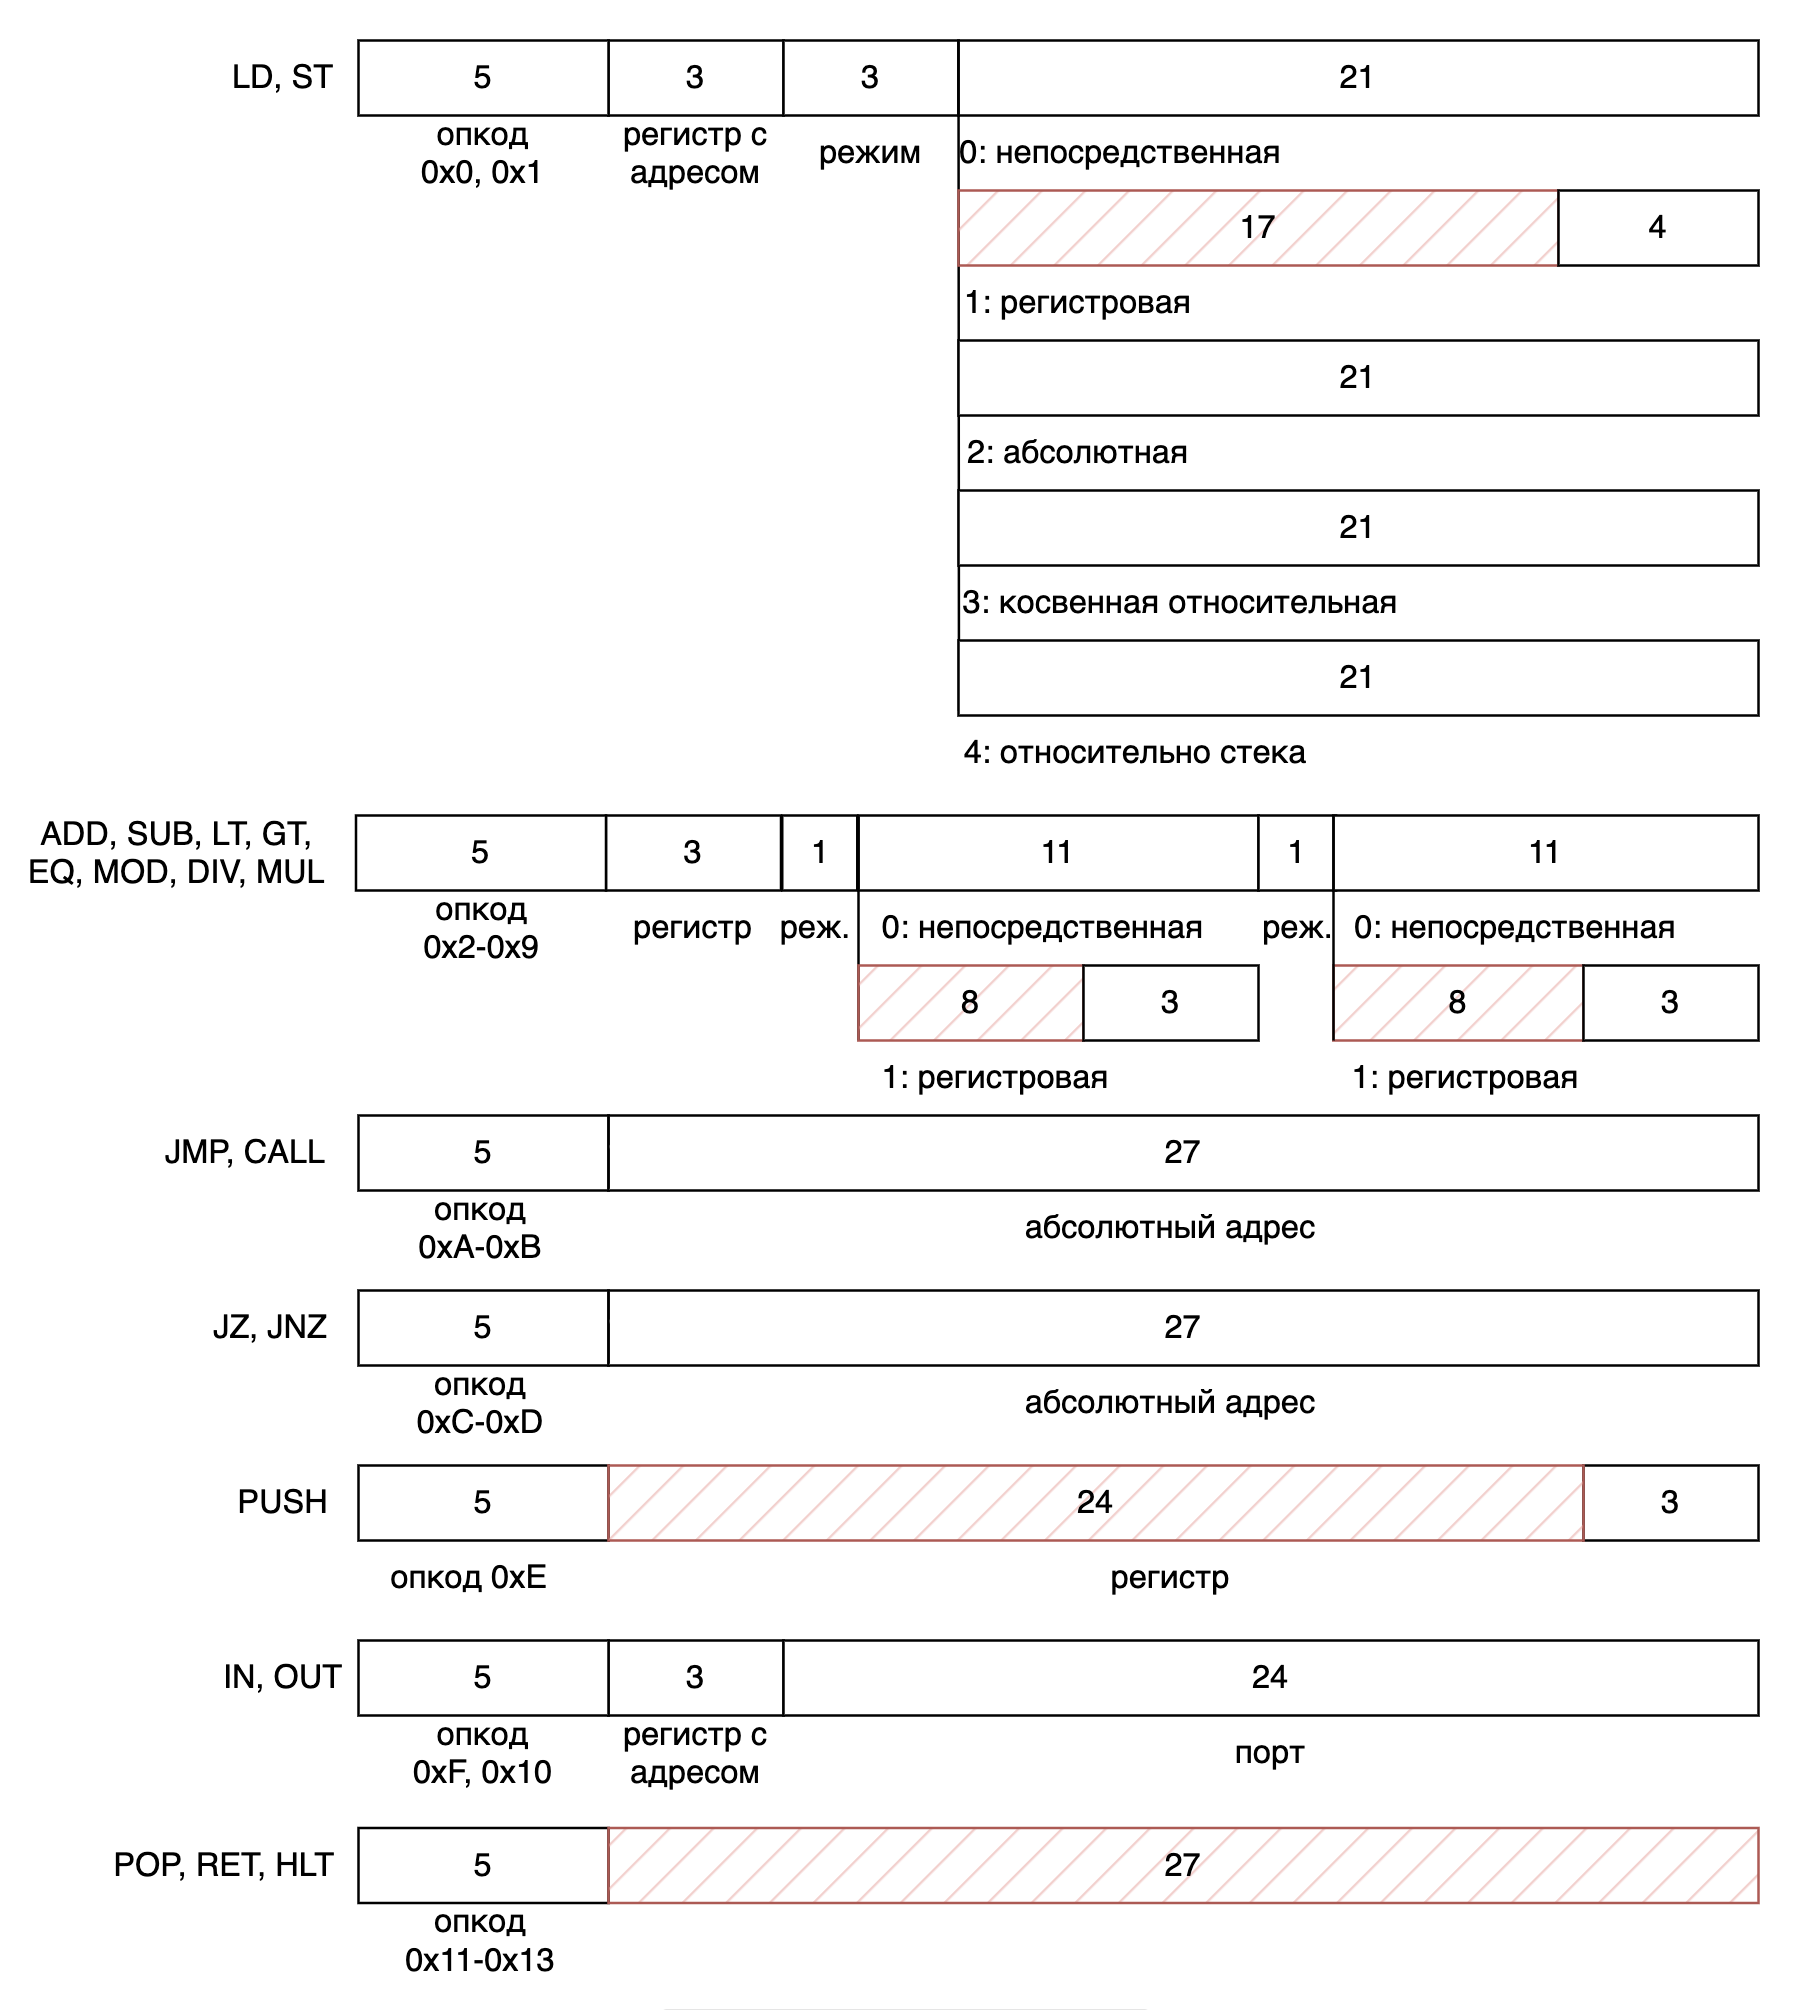 LD, ST
5
3
3
21
опкод
0x0, 0x1
регистр с
адресом
режим
0: непосредственная
17
4
1: регистровая
21
2: абсолютная
21
3: косвенная относительная
21
4: относительно стека
ADD, SUB, LT, GT,
EQ, MOD, DIV, MUL
5
3
1
11
1
11
опкод
0x2-0x9
регистр
реж.
0: непосредственная
реж.
0: непосредственная
8
3
8
3
1: регистровая
1: регистровая
JMP, CALL
5
27
опкод
0xA-0xB
абсолютный адрес
JZ, JNZ
5
27
опкод
0xC-0xD
абсолютный адрес
PUSH
5
24
3
опкод 0xE
регистр
IN, OUT
5
3
24
опкод
0xF, 0x10
регистр с
адресом
порт
POP, RET, HLT
5
27
опкод
0x11-0x13